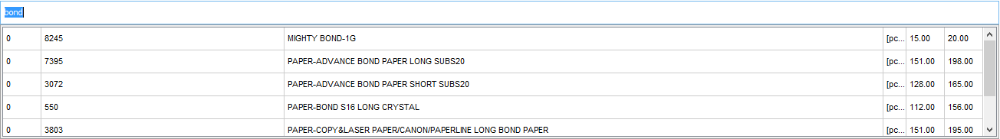 bond
0 8245 MIGHTY BOND-1G [pc... 15.00 20.00
0 7395 PAPER-ADVANCE BOND PAPER LONG SUBS20 [pc... 151.00 198.00
0 3072 PAPER-ADVANCE BOND PAPER SHORT SUBS20 [pc... 128.00 165.00
0 550 PAPER-BOND S16 LONG CRYSTAL [pc... 112.00 156.00
0 3803 PAPER-COPY&LASER PAPER/CANON/PAPERLINE LONG BOND PAPER [pc... 151.00 195.00